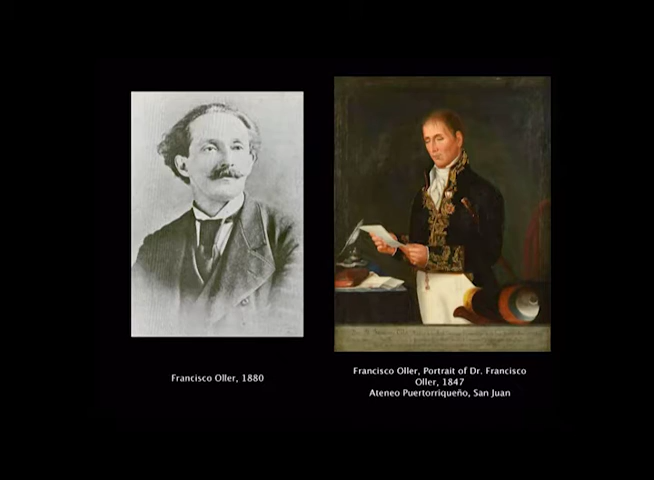 Francisco Oller, 1880
Francisco Oller, Portrait of Dr. Francisco
Oller, 1847
Ateneo Puertorriqueño, San Juan